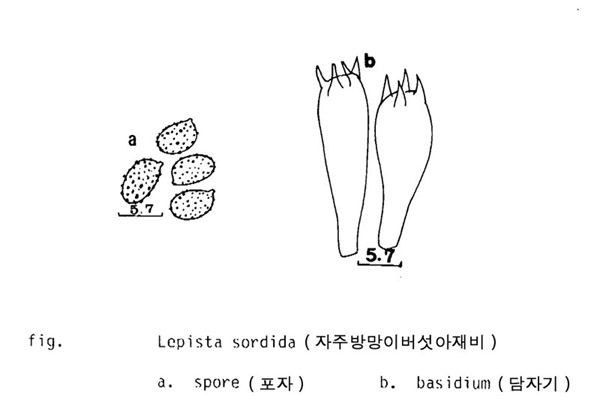 b
a
5.7
5.7
fig. Lepista sordida ( 자주방망이버섯아재비 )
a. spore ( 포자 ) b. basidium ( 담자기 )